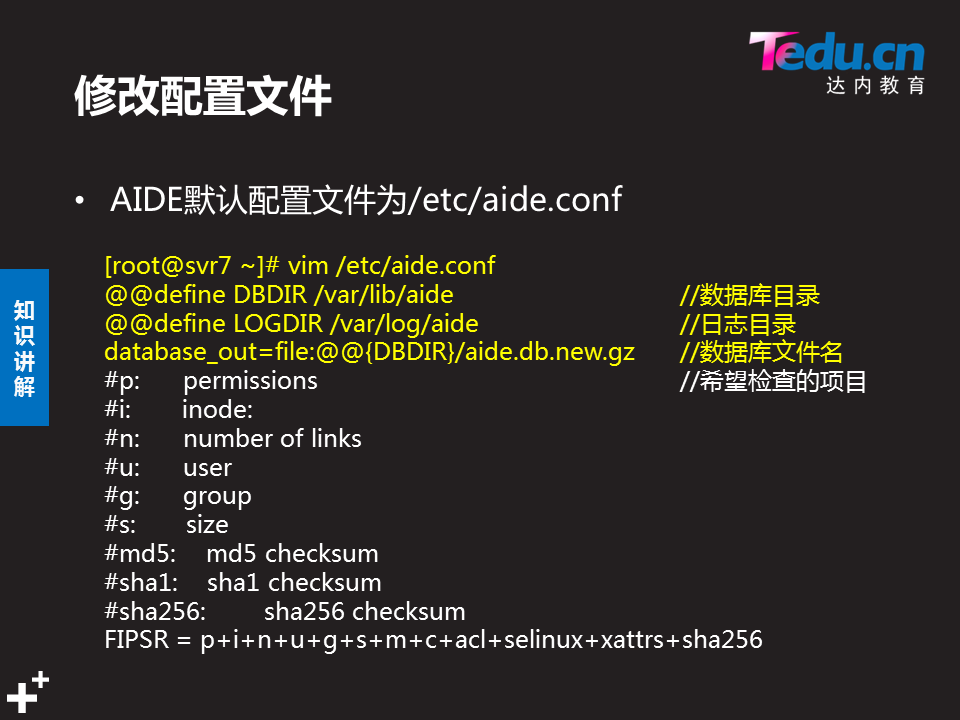 Tedu.cn
达内教育
修改配置文件
• AIDE默认配置文件为/etc/aide.conf
[root@svr7 ~]# vim /etc/aide.conf
@@define DBDIR /var/lib/aide //数据库目录
@@define LOGDIR /var/log/aide //日志目录
database_out=file:@@{DBDIR}/aide.db.new.gz //数据库文件名
#p: permissions //希望检查的项目
#i: inode:
#n: number of links
#u: user
#g: group
#s: size
#md5: md5 checksum
#sha1: sha1 checksum
#sha256: sha256 checksum
FIPSR = p+i+n+u+g+s+m+c+acl+selinux+xattrs+sha256
知识讲解